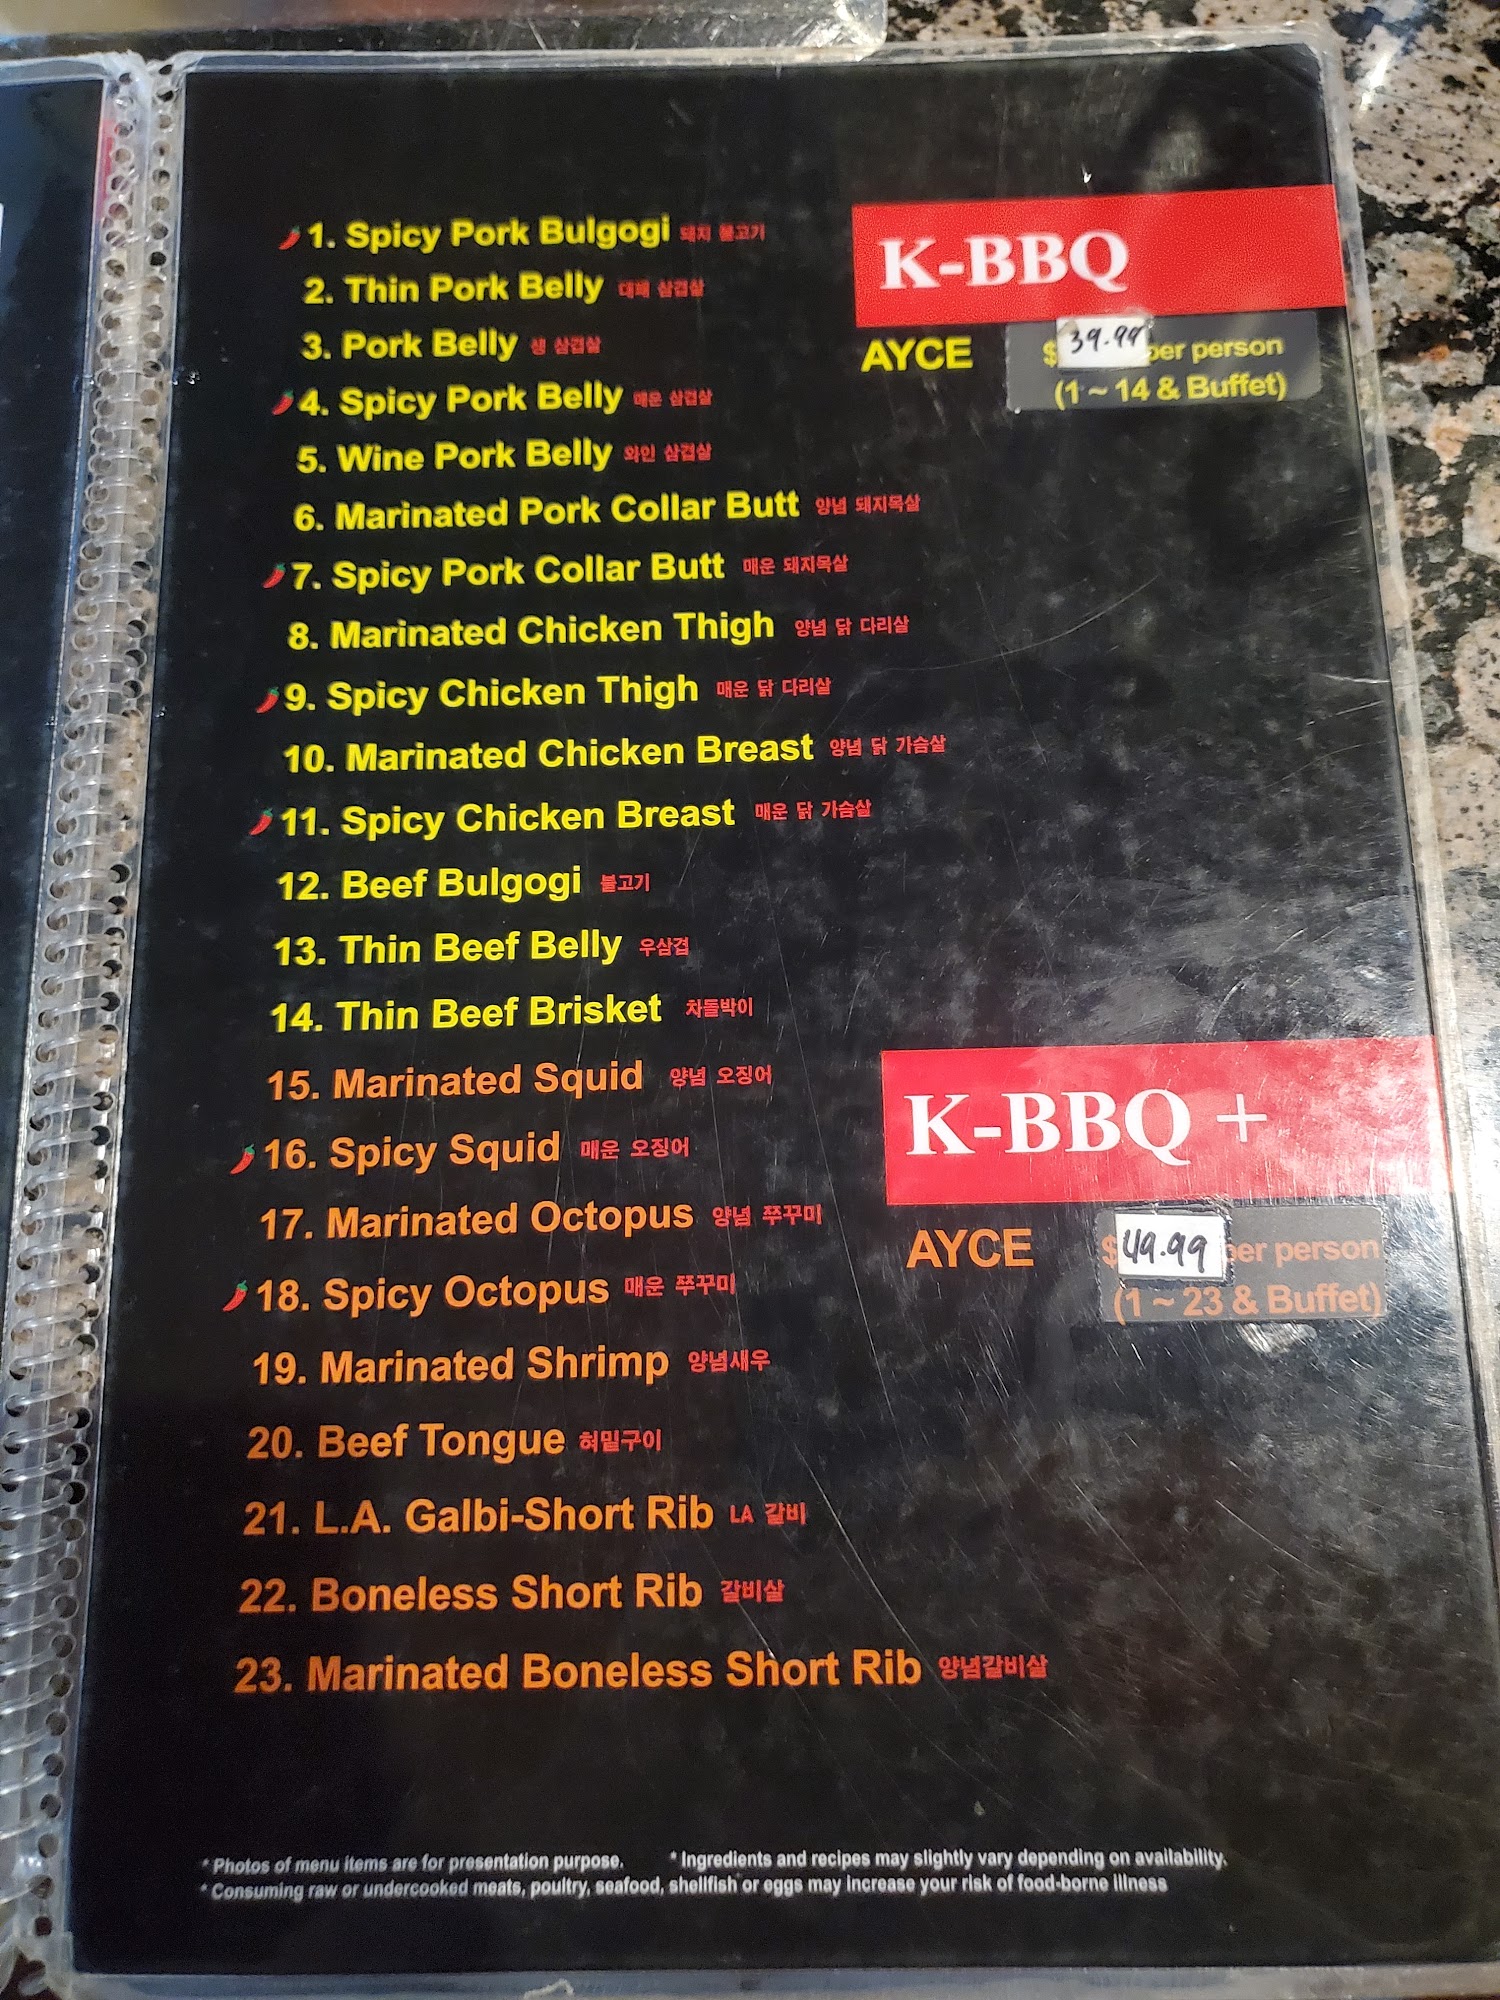 1. Spicy Pork Bulgogi 돼지 불고기
2. Thin Pork Belly 대패 삼겹살
3. Pork Belly 생 삼겹살
4. Spicy Pork Belly 매운 삼겹살
5. Wine Pork Belly 와인 삼겹살
6. Marinated Pork Collar Butt 양념 돼지목살
7. Spicy Pork Collar Butt 매운 돼지목살
8. Marinated Chicken Thigh 양념 닭 다리살
9. Spicy Chicken Thigh 매운 닭 다리살
10. Marinated Chicken Breast 양념 닭 가슴살
11. Spicy Chicken Breast 매운 닭 가슴살
12. Beef Bulgogi 불고기
13. Thin Beef Belly 우삼겹
14. Thin Beef Brisket 차돌박이
K-BBQ
AYCE $39.99 per person
(1 ~ 14 & Buffet)
15. Marinated Squid 양념 오징어
16. Spicy Squid 매운 오징어
17. Marinated Octopus 양념 쭈꾸미
18. Spicy Octopus 매운 쭈꾸미
19. Marinated Shrimp 양념새우
20. Beef Tongue 혀밑구이
21. L.A. Galbi-Short Rib LA 갈비
22. Boneless Short Rib 갈비살
23. Marinated Boneless Short Rib 양념갈비살
K-BBQ +
AYCE $49.99 per person
(1 ~ 23 & Buffet)
* Photos of menu items are for presentation purpose. * Ingredients and recipes may slightly vary depending on availability.
* Consuming raw or undercooked meats, poultry, seafood, shellfish or eggs may increase your risk of food-borne illness